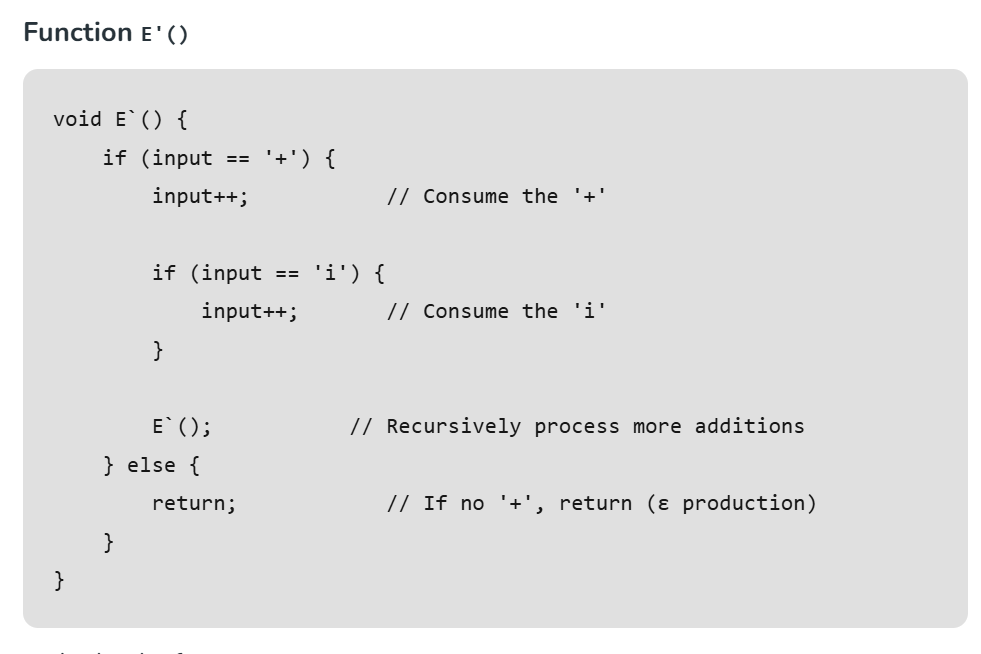 Function E'()
void E`() {
    if (input == '+') {
        input++;           // Consume the '+'
        if (input == 'i') {
            input++;       // Consume the 'i'
        }
        E`();           // Recursively process more additions
    } else {
        return;            // If no '+', return (ε production)
    }
}